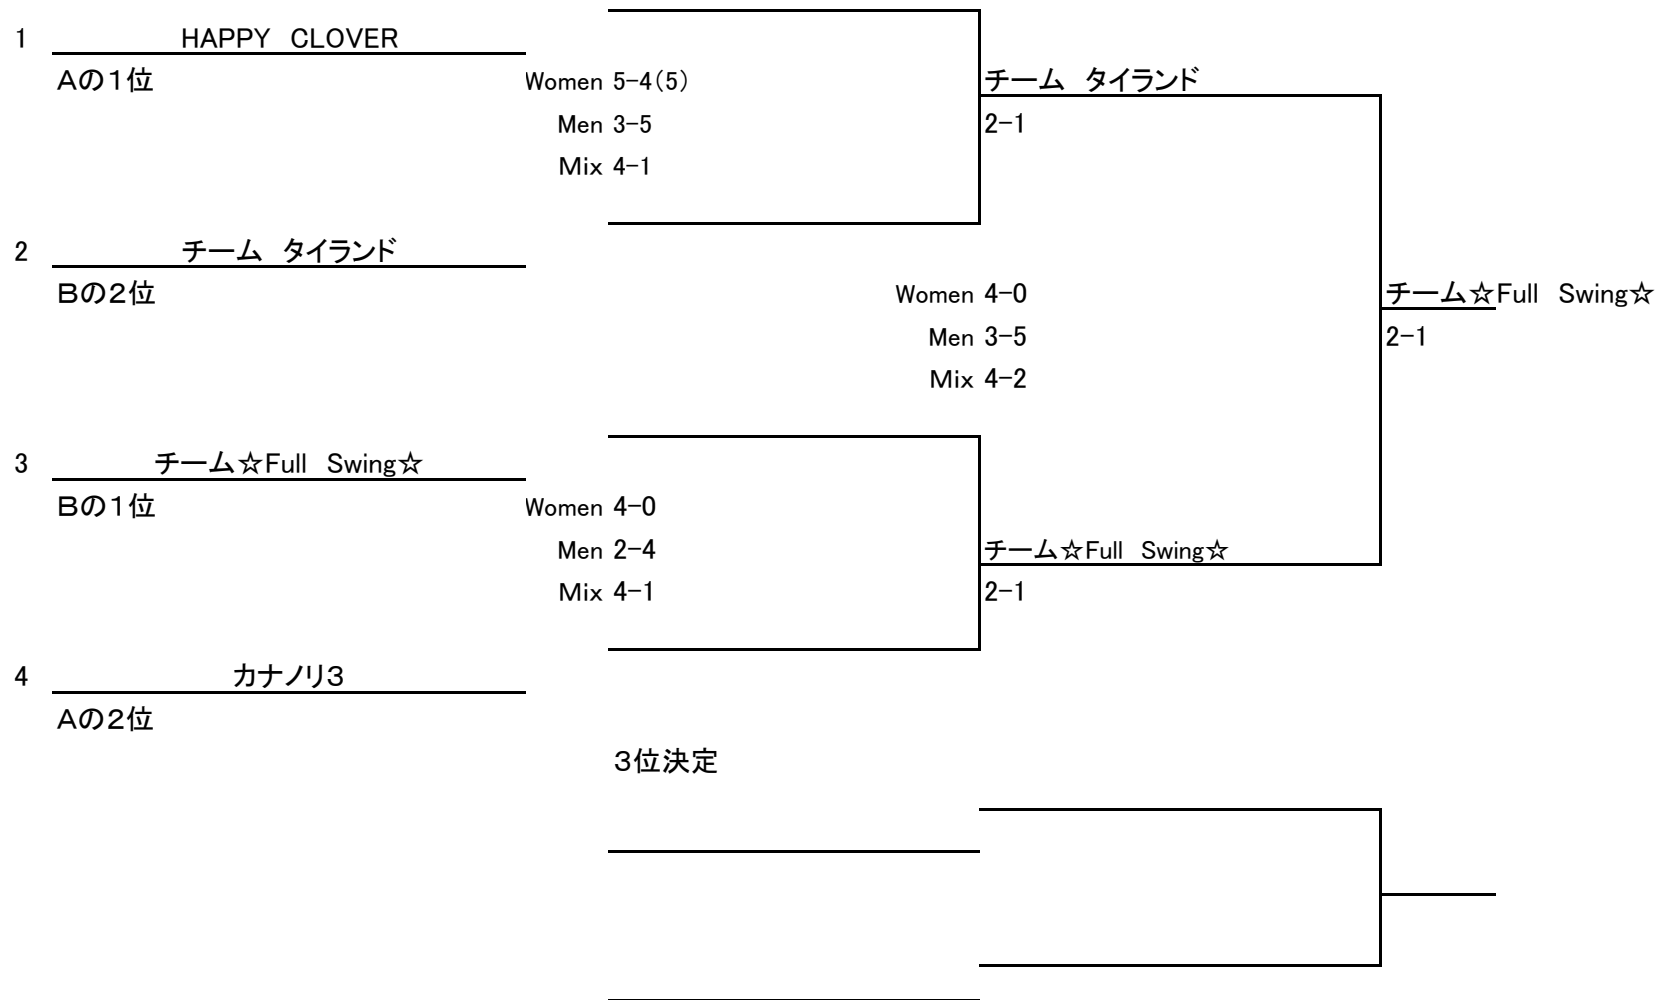 1 HAPPY　CLOVER
Aの１位
Women 5-4（5）
チーム　タイランド
Men 3-5
2-1
Mix 4-1
2 チーム　タイランド
Bの２位
Women 4-0
チーム☆Full　Swing☆
Men 3-5
2-1
Mix 4-2
3 チーム☆Full　Swing☆
Bの１位
Women 4-0
Men 2-4
チーム☆Full　Swing☆
Mix 4-1
2-1
4 カナノリ３
Aの２位
３位決定